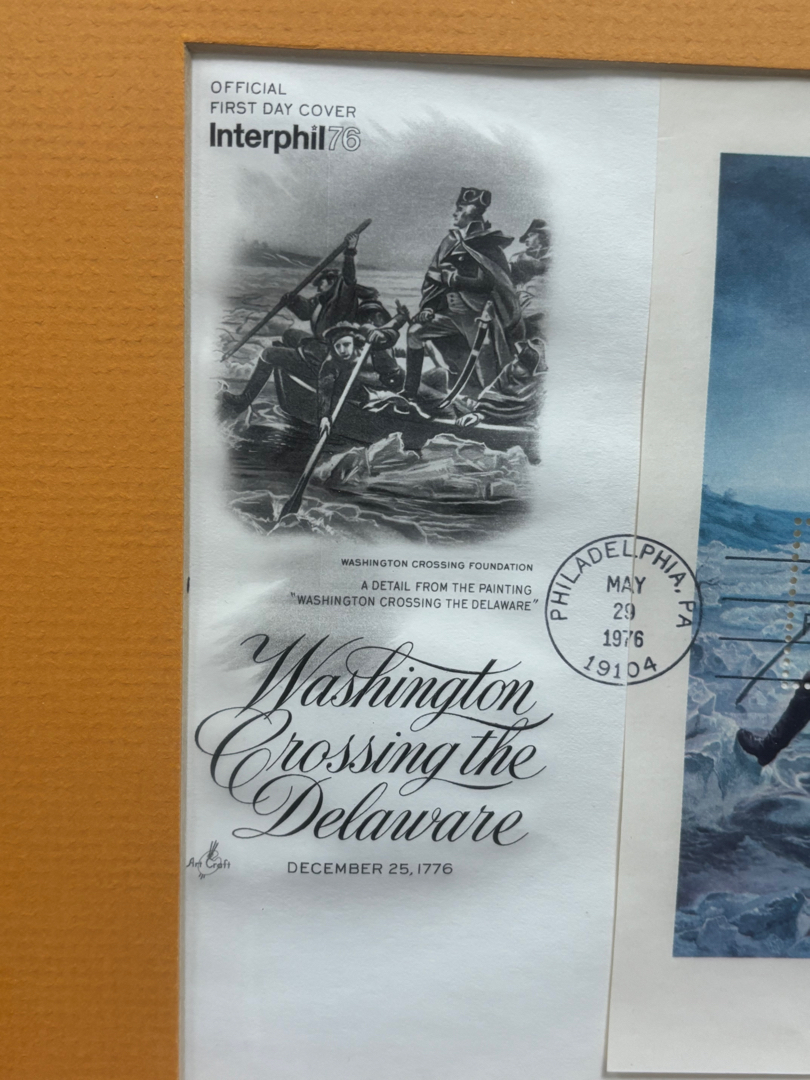 OFFICIAL
FIRST DAY COVER
Interphil76
WASHINGTON CROSSING FOUNDATION
A DETAIL FROM THE PAINTING
"WASHINGTON CROSSING THE DELAWARE"
PHILADELPHIA, PA
MAY
29
1976
19104
Washington
Crossing the
Delaware
Art Craft
DECEMBER 25, 1776